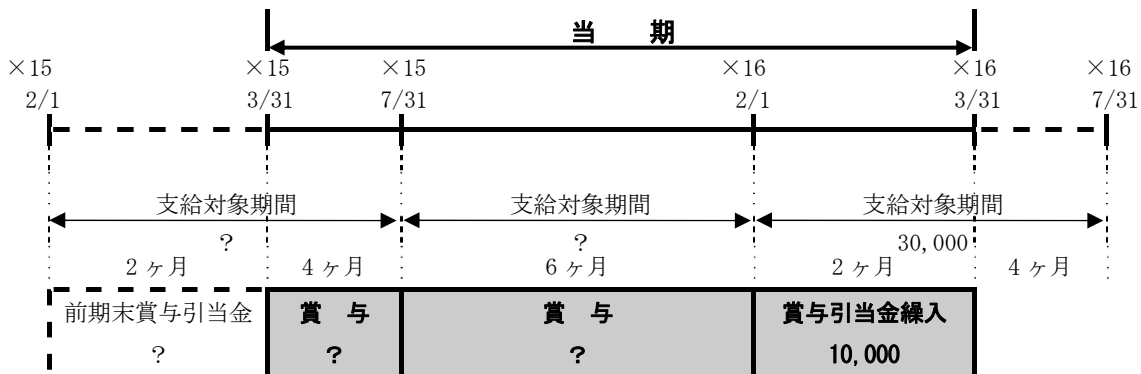 当 期
×15 ×15 ×15 ×16 ×16 ×16
2/1 3/31 7/31 2/1 3/31 7/31
支給対象期間 支給対象期間 支給対象期間
? ? 30,000
2ヶ月 4ヶ月 6ヶ月 2ヶ月 4ヶ月
前期末賞与引当金 賞 与 賞 与 賞与引当金繰入
? ? ? 10,000